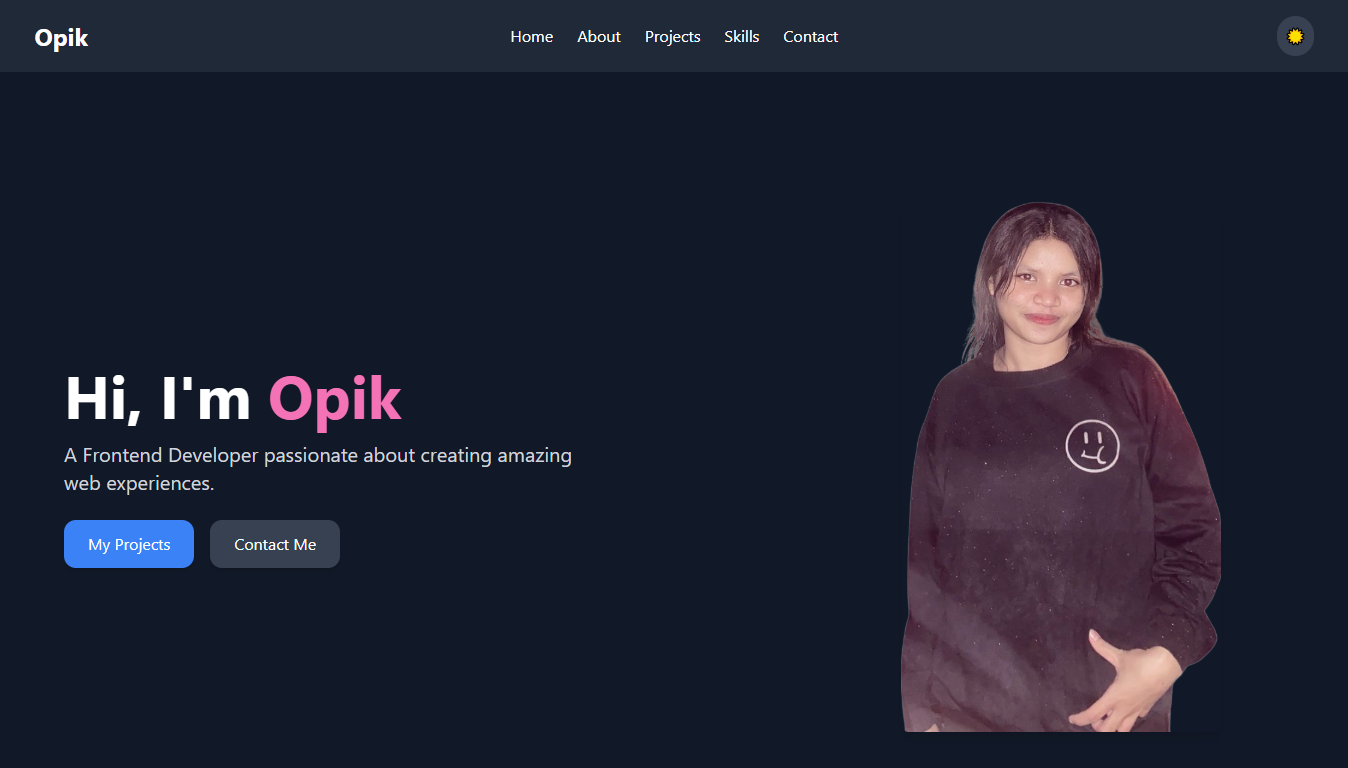 Opik
Home About Projects Skills Contact
Hi, I'm Opik
A Frontend Developer passionate about creating amazing
web experiences.
My Projects Contact Me